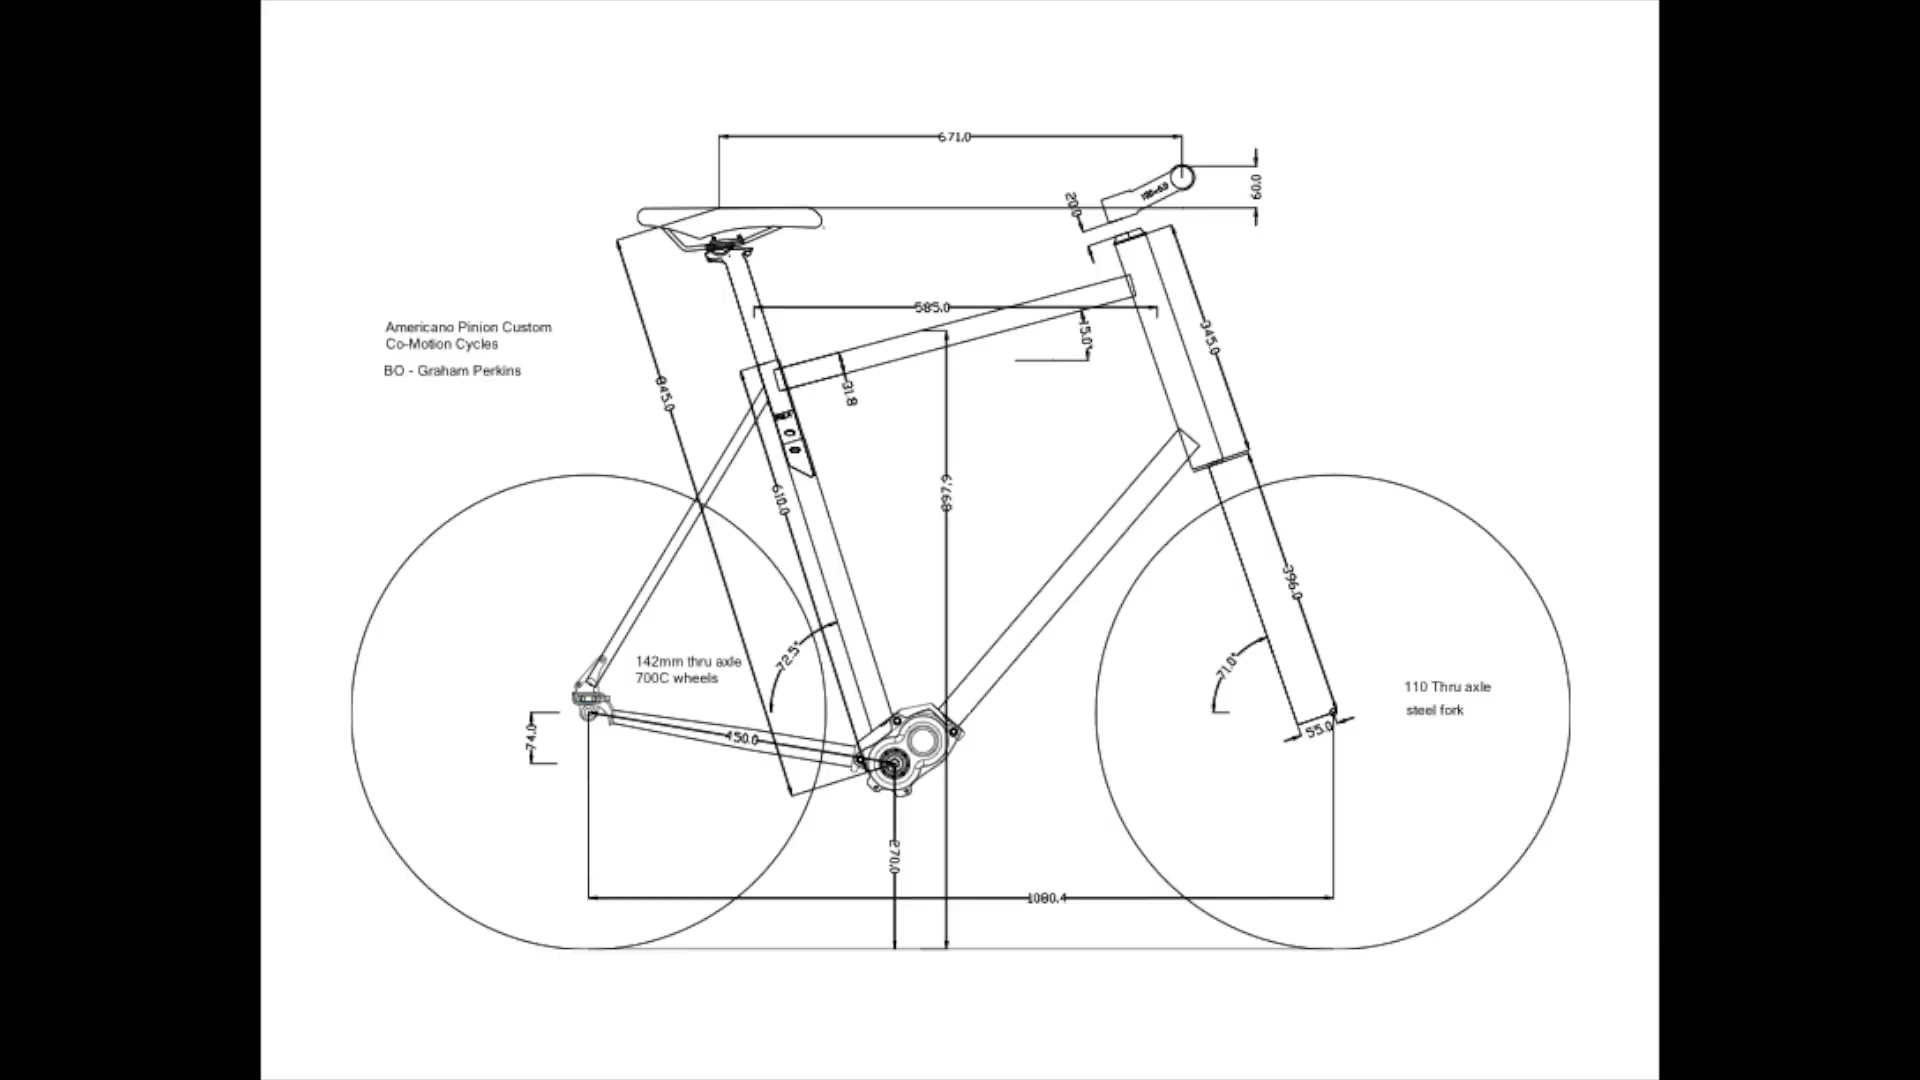 671.0
60.0
20.0
585.0
15.0°
Americano Pinion Custom
Co-Motion Cycles
BO - Graham Perkins
345.0
845.0
31.8
610.0
897.9
396.0
72.5°
71.0°
142mm thru axle
700C wheels
110 Thru axle
steel fork
74.0
450.0
55.0
270.0
1080.4